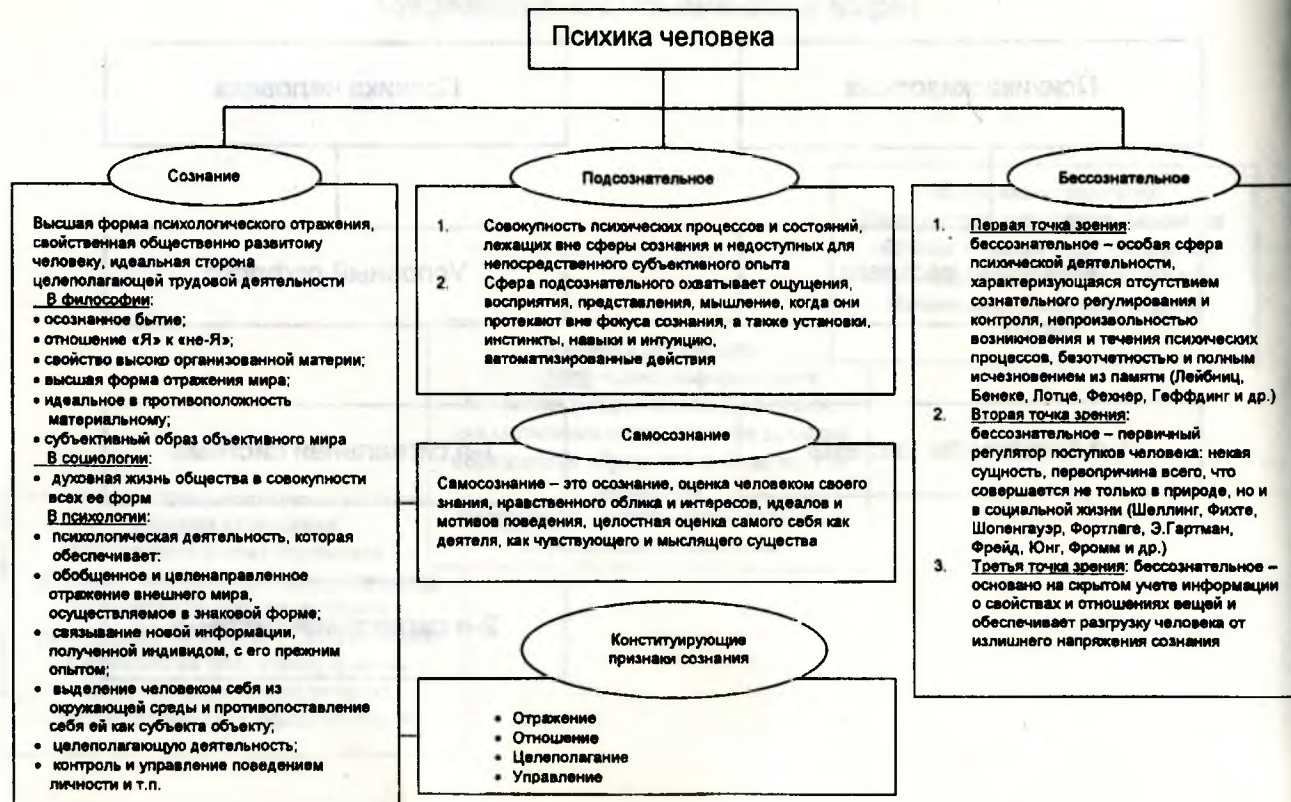 Психика человека
Сознание
Высшая форма психологического отражения,
свойственная общественно развитому
человеку, идеальная сторона
целеполагающей трудовой деятельности
В философии:
• осознанное бытие;
• отношение «Я» к «не-Я»;
• свойство высоко организованной материи;
• высшая форма отражения мира;
• идеальное в противоположность
материальному;
• субъективный образ объективного мира
В социологии:
• духовная жизнь общества в совокупности
всех ее форм
В психологии:
• психологическая деятельность, которая
обеспечивает:
• обобщенное и целенаправленное
отражение внешнего мира,
осуществляемое в знаковой форме;
• связывание новой информации,
полученной индивидом, с его прежним
опытом;
• выделение человеком себя из
окружающей среды и противопоставление
себя ей как субъекта объекту;
• целеполагающую деятельность;
• контроль и управление поведением
личности и т.п.
Подсознательное
1. Совокупность психических процессов и состояний,
лежащих вне сферы сознания и недоступных для
непосредственного субъективного опыта
2. Сфера подсознательного охватывает ощущения,
восприятия, представления, мышление, когда они
протекают вне фокуса сознания, а также установки,
инстинкты, навыки и интуицию,
автоматизированные действия
Самосознание
Самосознание – это осознание, оценка человеком своего
знания, нравственного облика и интересов, идеалов и
мотивов поведения, целостная оценка самого себя как
деятеля, как чувствующего и мыслящего существа
Конституирующие
признаки сознания
• Отражение
• Отношение
• Целеполагание
• Управление
Бессознательное
1. Первая точка зрения:
бессознательное – особая сфера
психической деятельности,
характеризующаяся отсутствием
сознательного регулирования и
контроля, непроизвольностью
возникновения и течения психических
процессов, безотчетностью и полным
исчезновением из памяти (Лейбниц,
Бенеке, Лотце, Фехнер, Геффдинг и др.)
2. Вторая точка зрения:
бессознательное – первичный
регулятор поступков человека: некая
сущность, первопричина всего, что
совершается не только в природе, но и
в социальной жизни (Шеллинг, Фихте,
Шопенгауэр, Фортлаге, Э.Гартман,
Фрейд, Юнг, Фромм и др.)
3. Третья точка зрения: бессознательное –
основано на скрытом учете информации
о свойствах и отношениях вещей и
обеспечивает разгрузку человека от
излишнего напряжения сознания